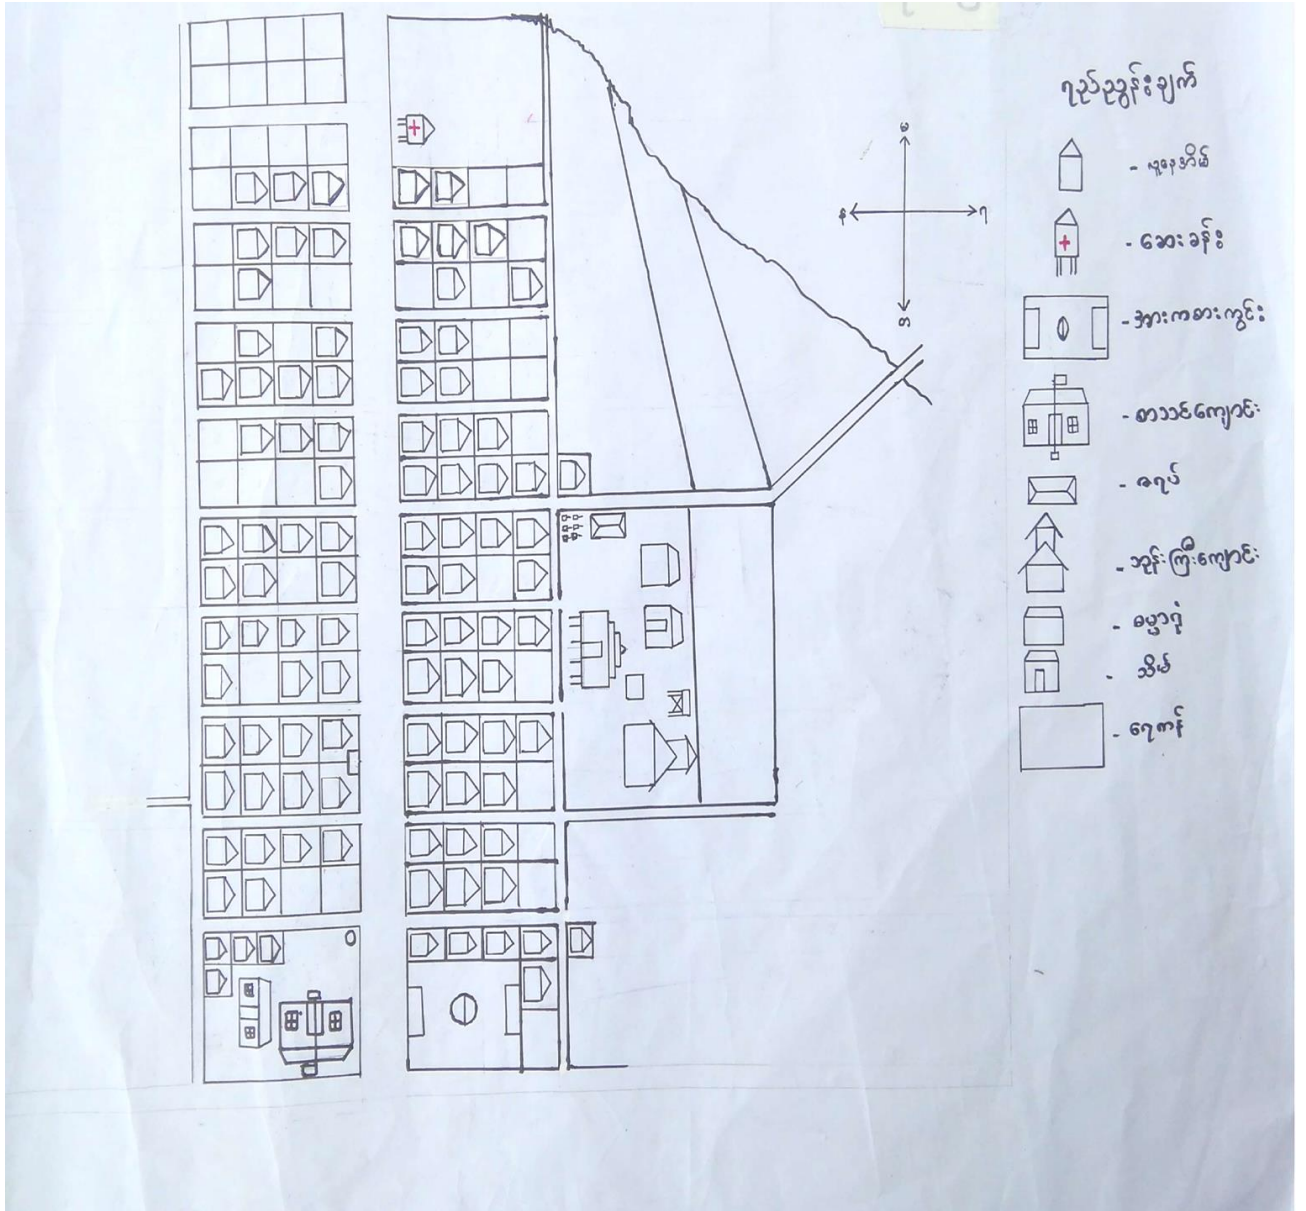 ရည်ညွှန်းချက်
- လူနေအိမ်
- ဆေးခန်း
- အားကစားကွင်း
- စာသင်ကျောင်း
- ဇရပ်
- ဘုန်းကြီးကျောင်း
- ဓမ္မာရုံ
- သိမ်
- ရေကန်